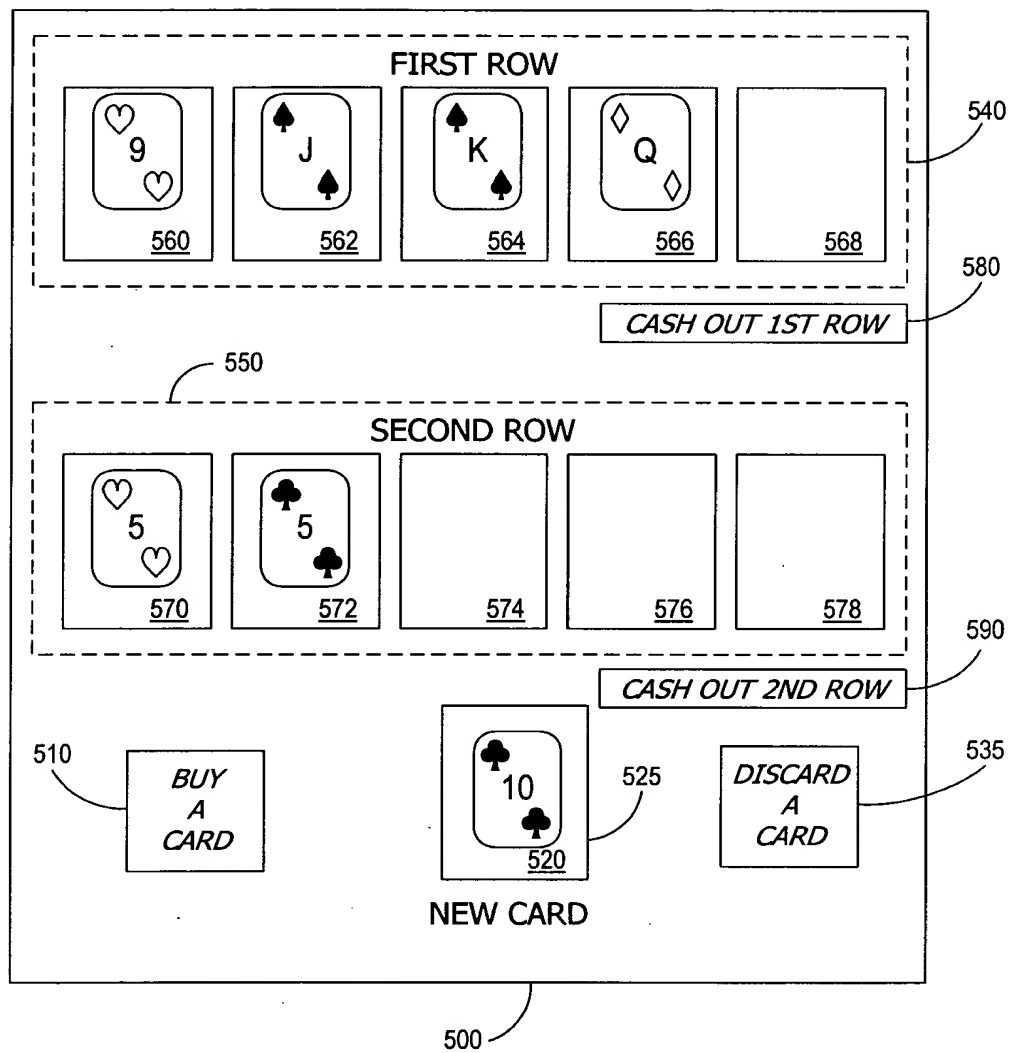 FIRST ROW
9
J
K
Q
560
562
564
566
568
540
580
CASH OUT 1ST ROW
550
SECOND ROW
5
5
570
572
574
576
578
590
CASH OUT 2ND ROW
510
BUY
A
CARD
10
520
525
NEW CARD
DISCARD
A
CARD
535
500